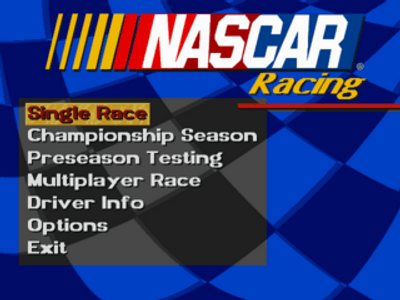 NASCAR
Racing
Single Race
Championship Season
Preseason Testing
Multiplayer Race
Driver Info
Options
Exit